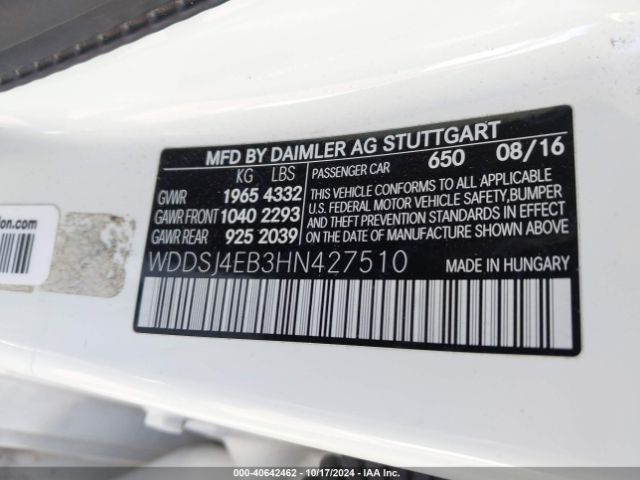 MFD BY DAIMLER AG STUTTGART
KG LBS
GVWR 1965 4332
GAWR FRONT 1040 2293
GAWR REAR 925 2039
PASSENGER CAR 650 08/16
THIS VEHICLE CONFORMS TO ALL APPLICABLE
U.S. FEDERAL MOTOR VEHICLE SAFETY, BUMPER
AND THEFT PREVENTION STANDARDS IN EFFECT
ON THE DATE OF MANUFACTURE SHOWN ABOVE
WDDSJ4EB3HN427510 MADE IN HUNGARY
ion.com
000-40642462 - 10/17/2024 - IAA Inc.